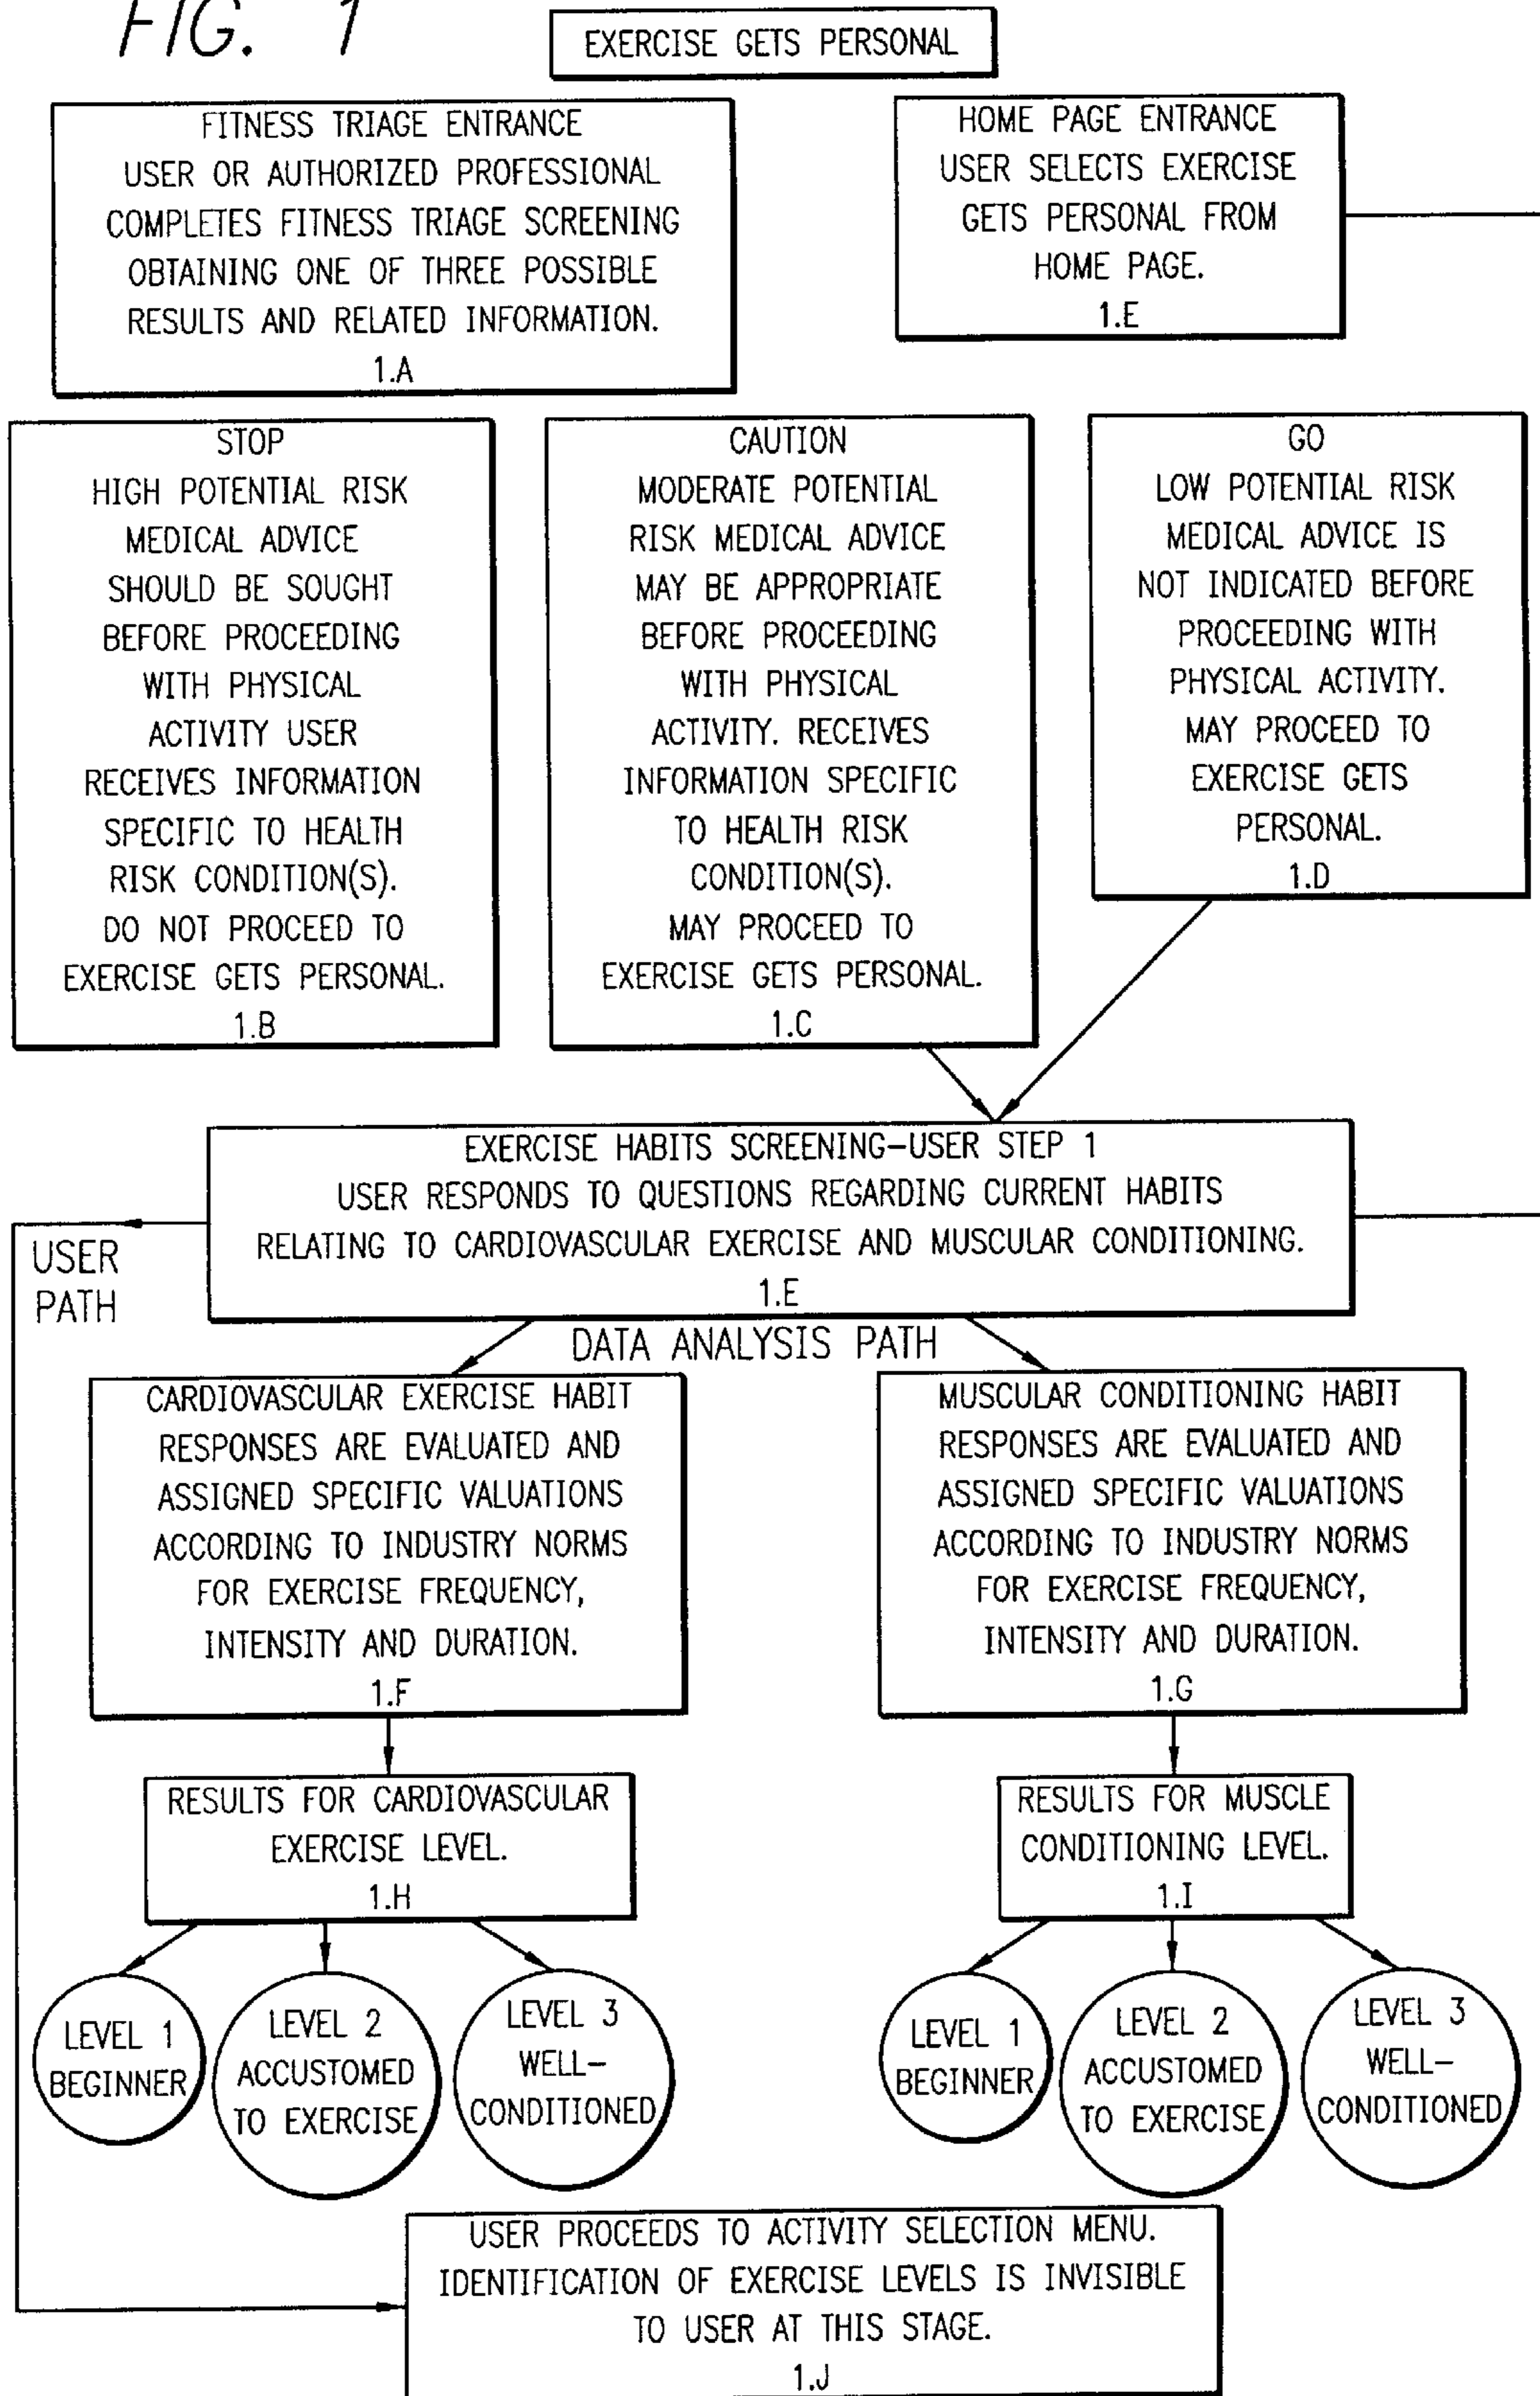 FIG. 1
EXERCISE GETS PERSONAL
FITNESS TRIAGE ENTRANCE
USER OR AUTHORIZED PROFESSIONAL
COMPLETES FITNESS TRIAGE SCREENING
OBTAINING ONE OF THREE POSSIBLE
RESULTS AND RELATED INFORMATION.
1.A
HOME PAGE ENTRANCE
USER SELECTS EXERCISE
GETS PERSONAL FROM
HOME PAGE.
1.E
STOP
HIGH POTENTIAL RISK
MEDICAL ADVICE
SHOULD BE SOUGHT
BEFORE PROCEEDING
WITH PHYSICAL
ACTIVITY USER
RECEIVES INFORMATION
SPECIFIC TO HEALTH
RISK CONDITION(S).
DO NOT PROCEED TO
EXERCISE GETS PERSONAL.
1.B
CAUTION
MODERATE POTENTIAL
RISK MEDICAL ADVICE
MAY BE APPROPRIATE
BEFORE PROCEEDING
WITH PHYSICAL
ACTIVITY. RECEIVES
INFORMATION SPECIFIC
TO HEALTH RISK
CONDITION(S).
MAY PROCEED TO
EXERCISE GETS PERSONAL.
1.C
GO
LOW POTENTIAL RISK
MEDICAL ADVICE IS
NOT INDICATED BEFORE
PROCEEDING WITH
PHYSICAL ACTIVITY.
MAY PROCEED TO
EXERCISE GETS
PERSONAL.
1.D
EXERCISE HABITS SCREENING-USER STEP 1
USER RESPONDS TO QUESTIONS REGARDING CURRENT HABITS
RELATING TO CARDIOVASCULAR EXERCISE AND MUSCULAR CONDITIONING.
1.E
USER
PATH
DATA ANALYSIS PATH
CARDIOVASCULAR EXERCISE HABIT
RESPONSES ARE EVALUATED AND
ASSIGNED SPECIFIC VALUATIONS
ACCORDING TO INDUSTRY NORMS
FOR EXERCISE FREQUENCY,
INTENSITY AND DURATION.
1.F
MUSCULAR CONDITIONING HABIT
RESPONSES ARE EVALUATED AND
ASSIGNED SPECIFIC VALUATIONS
ACCORDING TO INDUSTRY NORMS
FOR EXERCISE FREQUENCY,
INTENSITY AND DURATION.
1.G
RESULTS FOR CARDIOVASCULAR
EXERCISE LEVEL.
1.H
RESULTS FOR MUSCLE
CONDITIONING LEVEL.
1.I
LEVEL 1
BEGINNER
LEVEL 2
ACCUSTOMED
TO EXERCISE
LEVEL 3
WELL-
CONDITIONED
LEVEL 1
BEGINNER
LEVEL 2
ACCUSTOMED
TO EXERCISE
LEVEL 3
WELL-
CONDITIONED
USER PROCEEDS TO ACTIVITY SELECTION MENU.
IDENTIFICATION OF EXERCISE LEVELS IS INVISIBLE
TO USER AT THIS STAGE.
1.J